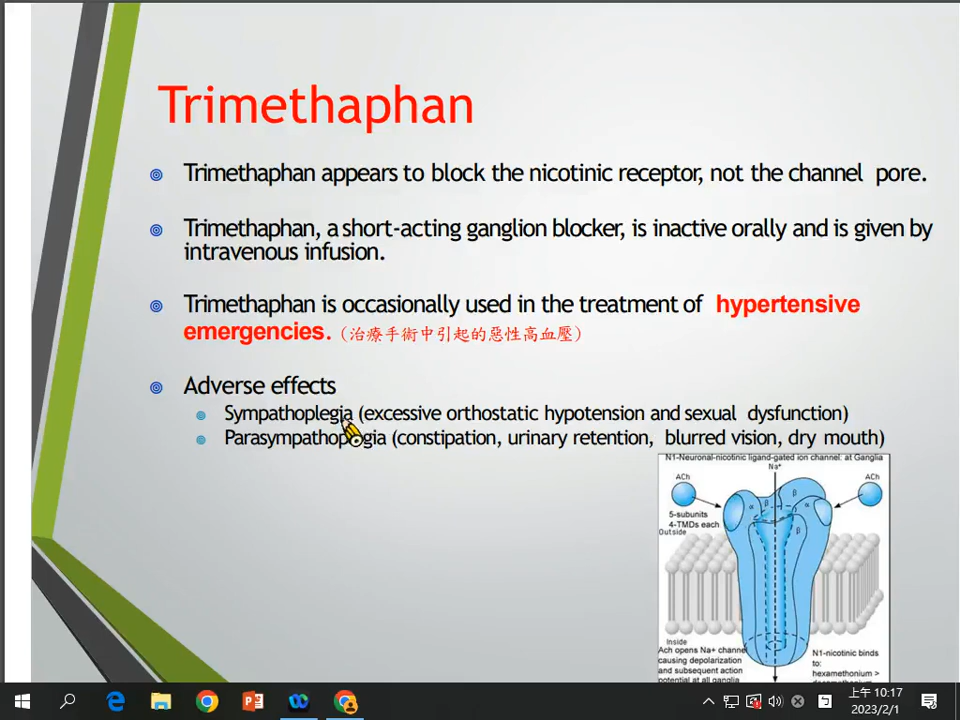 Trimethaphan
Trimethaphan appears to block the nicotinic receptor, not the channel pore.
Trimethaphan, a short-acting ganglion blocker, is inactive orally and is given by
intravenous infusion.
Trimethaphan is occasionally used in the treatment of hypertensive
emergencies. (治療手術中引起的惡性高血壓)
Adverse effects
Sympathoplegia (excessive orthostatic hypotension and sexual dysfunction)
(constipation, urinary retention, blurred vision, dry mouth)
N1-Neuronal-nicotinic ligand-gated ion channel: at Ganglia
Na+
ACh
ACh
β
β
α
α
β
5-subunits
4-TMDs each
Outside
Inside
Ach opens Na+ channe
causing depolarization
and subsequent action
potential at all ganglia
N1-nicotinic binds
to:
hexamethonium >
上午 10:17
2023/2/1